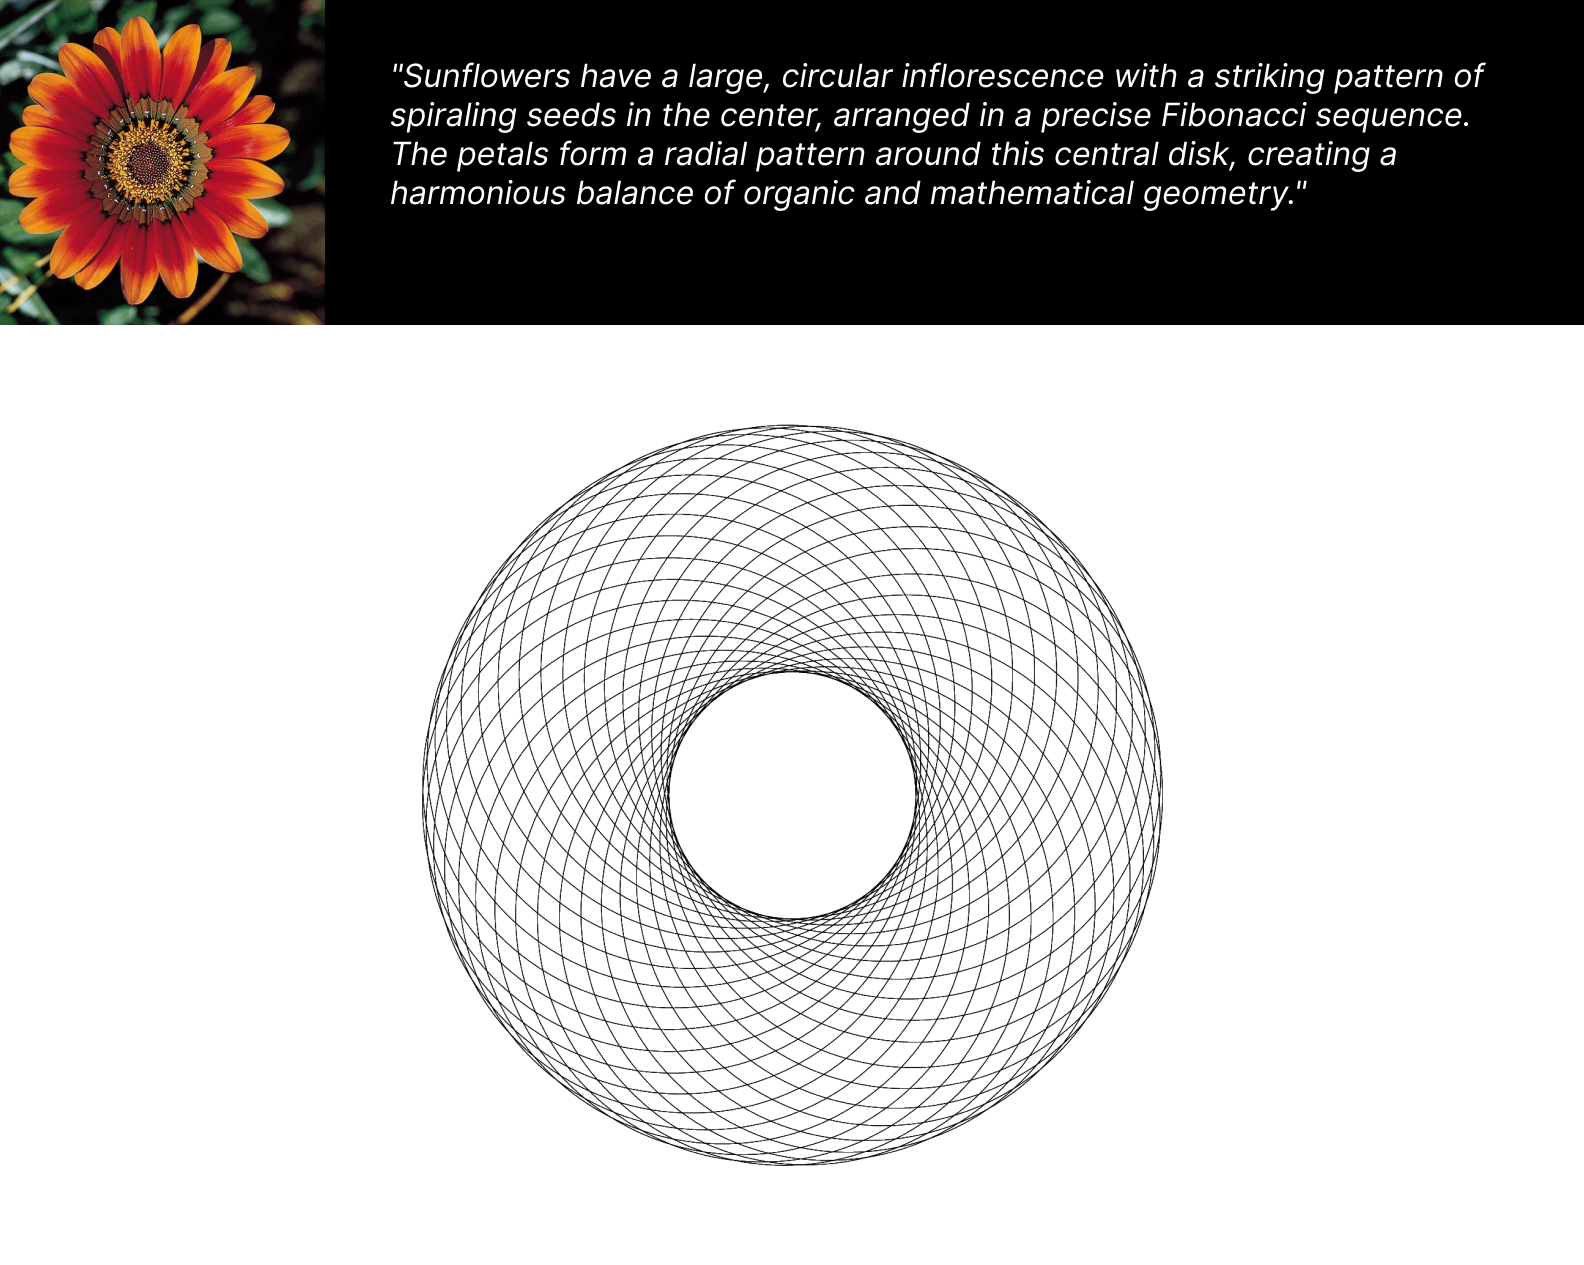 "Sunflowers have a large, circular inflorescence with a striking pattern of
spiraling seeds in the center, arranged in a precise Fibonacci sequence.
The petals form a radial pattern around this central disk, creating a
harmonious balance of organic and mathematical geometry."